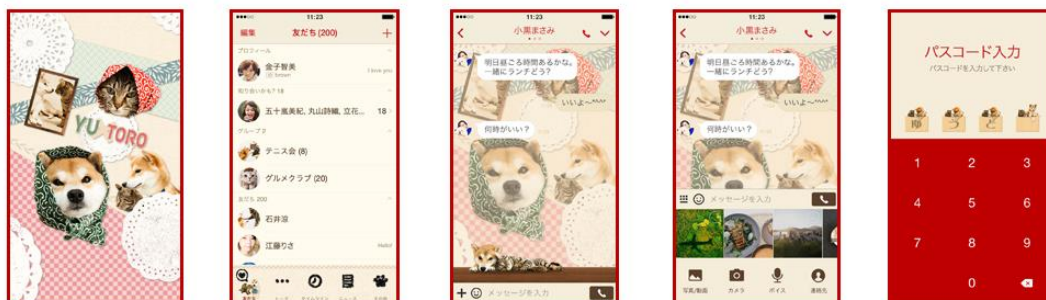 YU TORO
11:23
編集
友だち (200)
プロフィール
金子智美
brown
I love you
知り合いかも? 18
五十嵐美紀, 丸山詩織, 立花...
18
グループ 2
テニス会 (8)
グルメクラブ (20)
友だち 200
石井涼
江藤りさ
Hello!
11:23
小黒まさみ
明日昼ごろ時間あるかな。
一緒にランチどう?
いいよ〜^^^^
何時がいい?
メッセージを入力
11:23
小黒まさみ
明日昼ごろ時間あるかな。
一緒にランチどう?
いいよ〜^^^^
何時がいい?
メッセージを入力
写真/動画
カメラ
ボイス
連絡先
パスコード入力
パスコードを入力して下さい
1 2 3
4 5 6
7 8 9
0